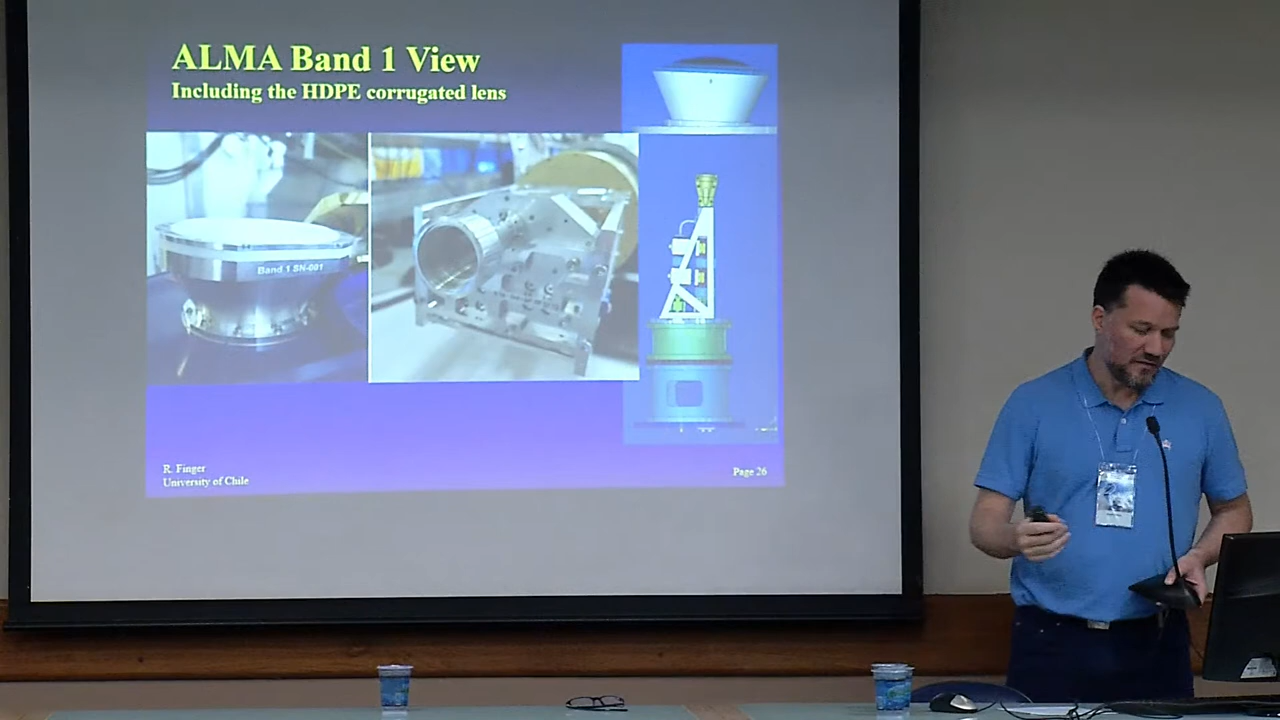 ALMA Band 1 View
Including the HDPE corrugated lens
Band 1 SN-001
R. Finger
University of Chile
Page 26